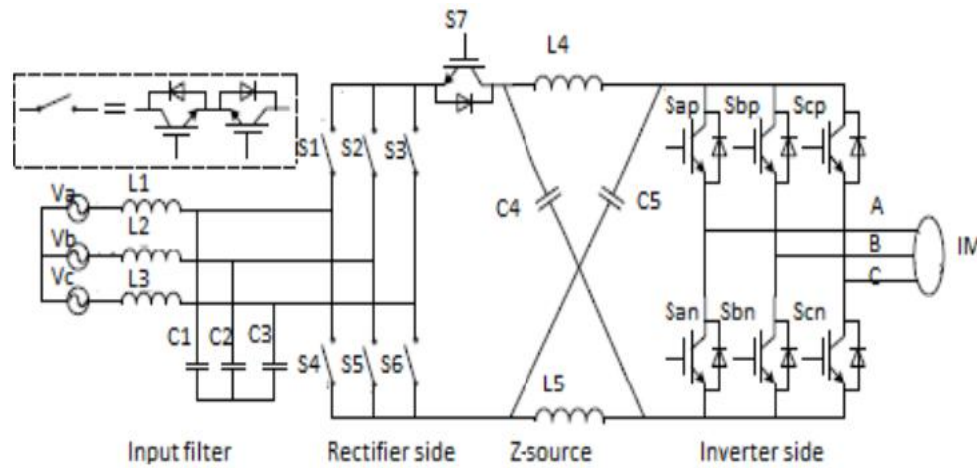 S7
L4
S1 S2 S3
Sap Sbp Scp
L1
Va
L2
Vb
L3
Vc
C4 C5
A
B
C
IM
C1 C2 C3
S4 S5 S6
San Sbn Scn
L5
Input filter Rectifier side Z-source Inverter side